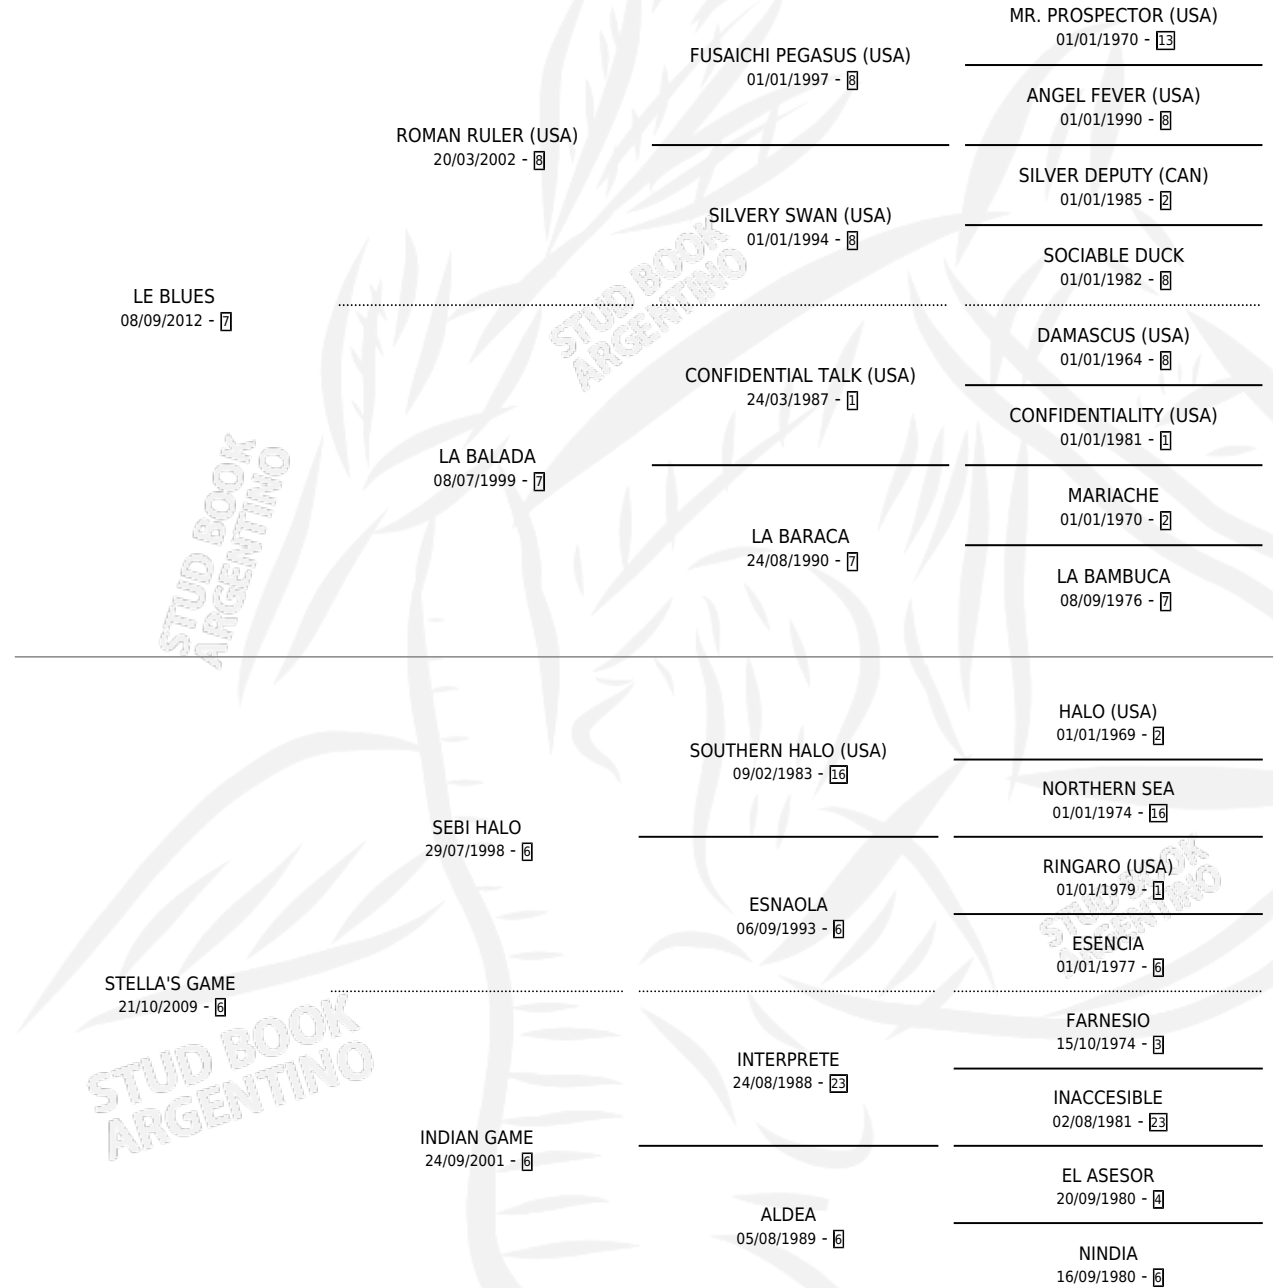 MR. PROSPECTOR (USA)
01/01/1970 - 13
FUSAICHI PEGASUS (USA)
01/01/1997 - 8
ANGEL FEVER (USA)
01/01/1990 - 8
ROMAN RULER (USA)
20/03/2002 - 8
SILVER DEPUTY (CAN)
01/01/1985 - 2
SILVERY SWAN (USA)
01/01/1994 - 8
SOCIABLE DUCK
01/01/1982 - 8
LE BLUES
08/09/2012 - 7
DAMASCUS (USA)
01/01/1964 - 8
CONFIDENTIAL TALK (USA)
24/03/1987 - 1
CONFIDENTIALITY (USA)
01/01/1981 - 1
LA BALADA
08/07/1999 - 7
MARIACHE
01/01/1970 - 2
LA BARACA
24/08/1990 - 7
LA BAMBUCA
08/09/1976 - 7
STUD BOOK
ARGENTINO
STUD BOOK
ARGENTINO
HALO (USA)
01/01/1969 - 2
SOUTHERN HALO (USA)
09/02/1983 - 16
NORTHERN SEA
01/01/1974 - 16
SEBI HALO
29/07/1998 - 6
RINGARO (USA)
01/01/1979 - 1
ESNAOLA
06/09/1993 - 6
ESENCIA
01/01/1977 - 6
STUD BOOK
ARGENTINO
STELLA'S GAME
21/10/2009 - 6
FARNESIO
15/10/1974 - 3
INTERPRETE
24/08/1988 - 23
INACCESIBLE
02/08/1981 - 23
INDIAN GAME
24/09/2001 - 6
EL ASESOR
20/09/1980 - 4
ALDEA
05/08/1989 - 6
NINDIA
16/09/1980 - 6
STUD BOOK
ARGENTINO